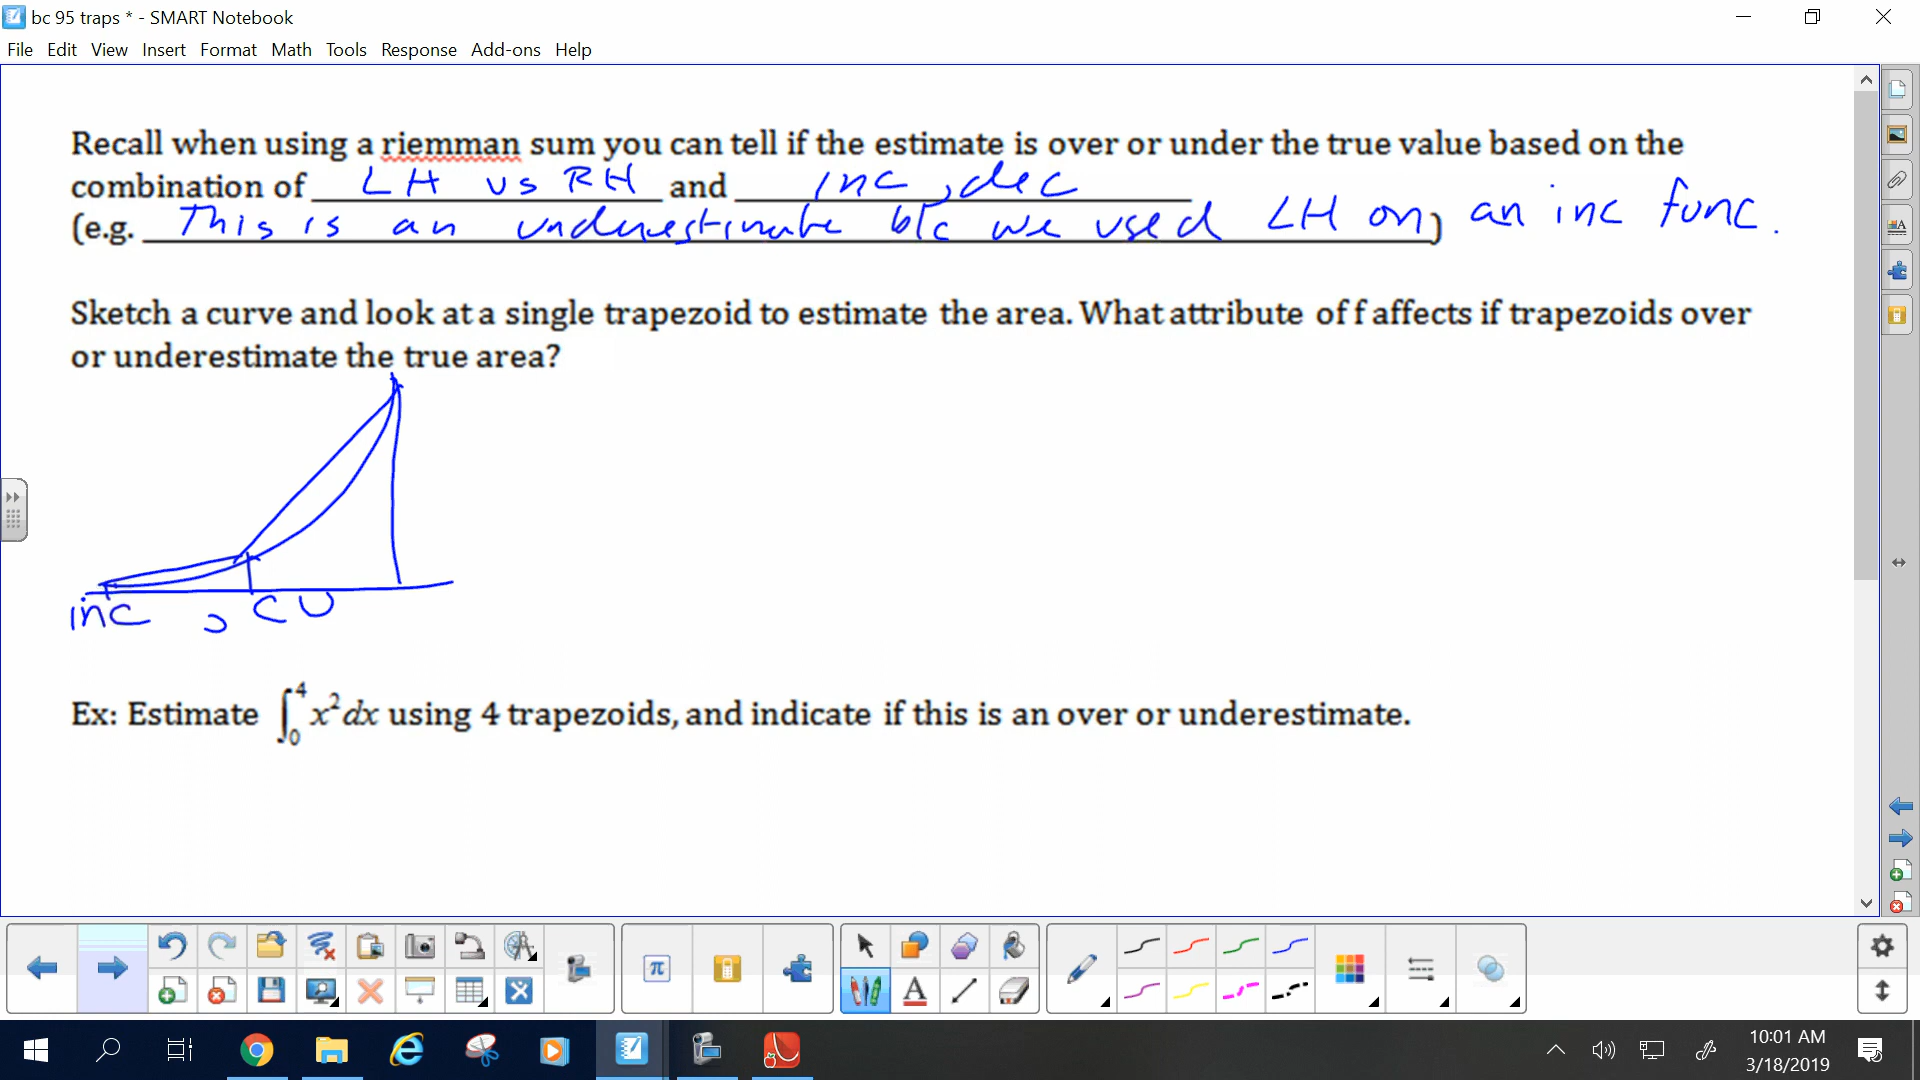 bc 95 traps * - SMART Notebook
File Edit View Insert Format Math Tools Response Add-ons Help
Recall when using a riemman sum you can tell if the estimate is over or under the true value based on the
combination of LH vs RH and inc, dec
(e.g. This is an underestimate b/c we used LH on) an inc func.
Sketch a curve and look at a single trapezoid to estimate the area. What attribute of f affects if trapezoids over
or underestimate the true area?
inc , CU
Ex: Estimate ∫₀⁴ x² dx using 4 trapezoids, and indicate if this is an over or underestimate.
10:01 AM
3/18/2019